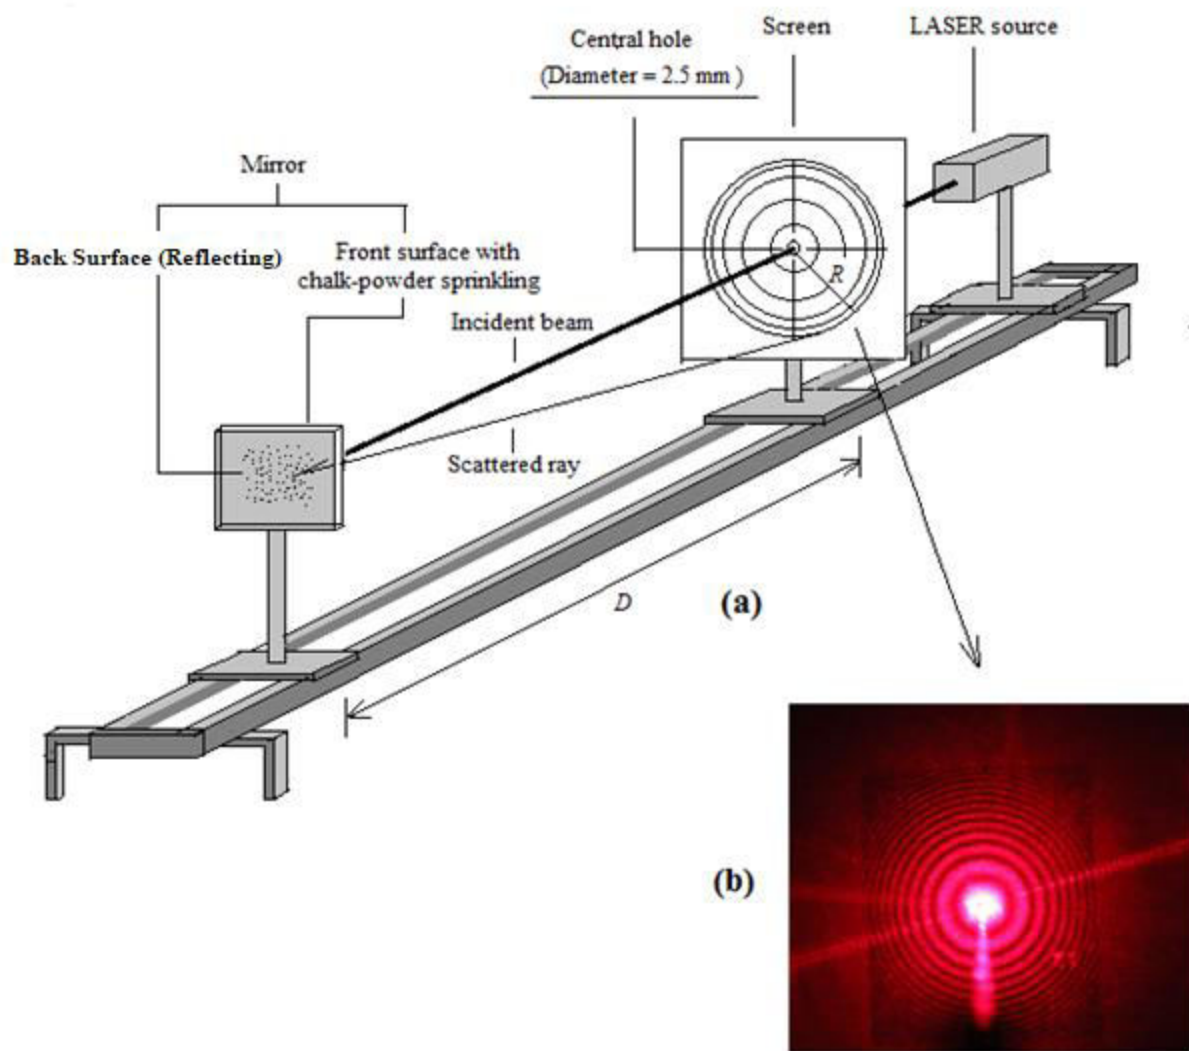 Central hole
(Diameter = 2.5 mm )
Screen
LASER source
Mirror
Back Surface (Reflecting)
Front surface with
chalk-powder sprinkling
R
Incident beam
Scattered ray
D
(a)
(b)